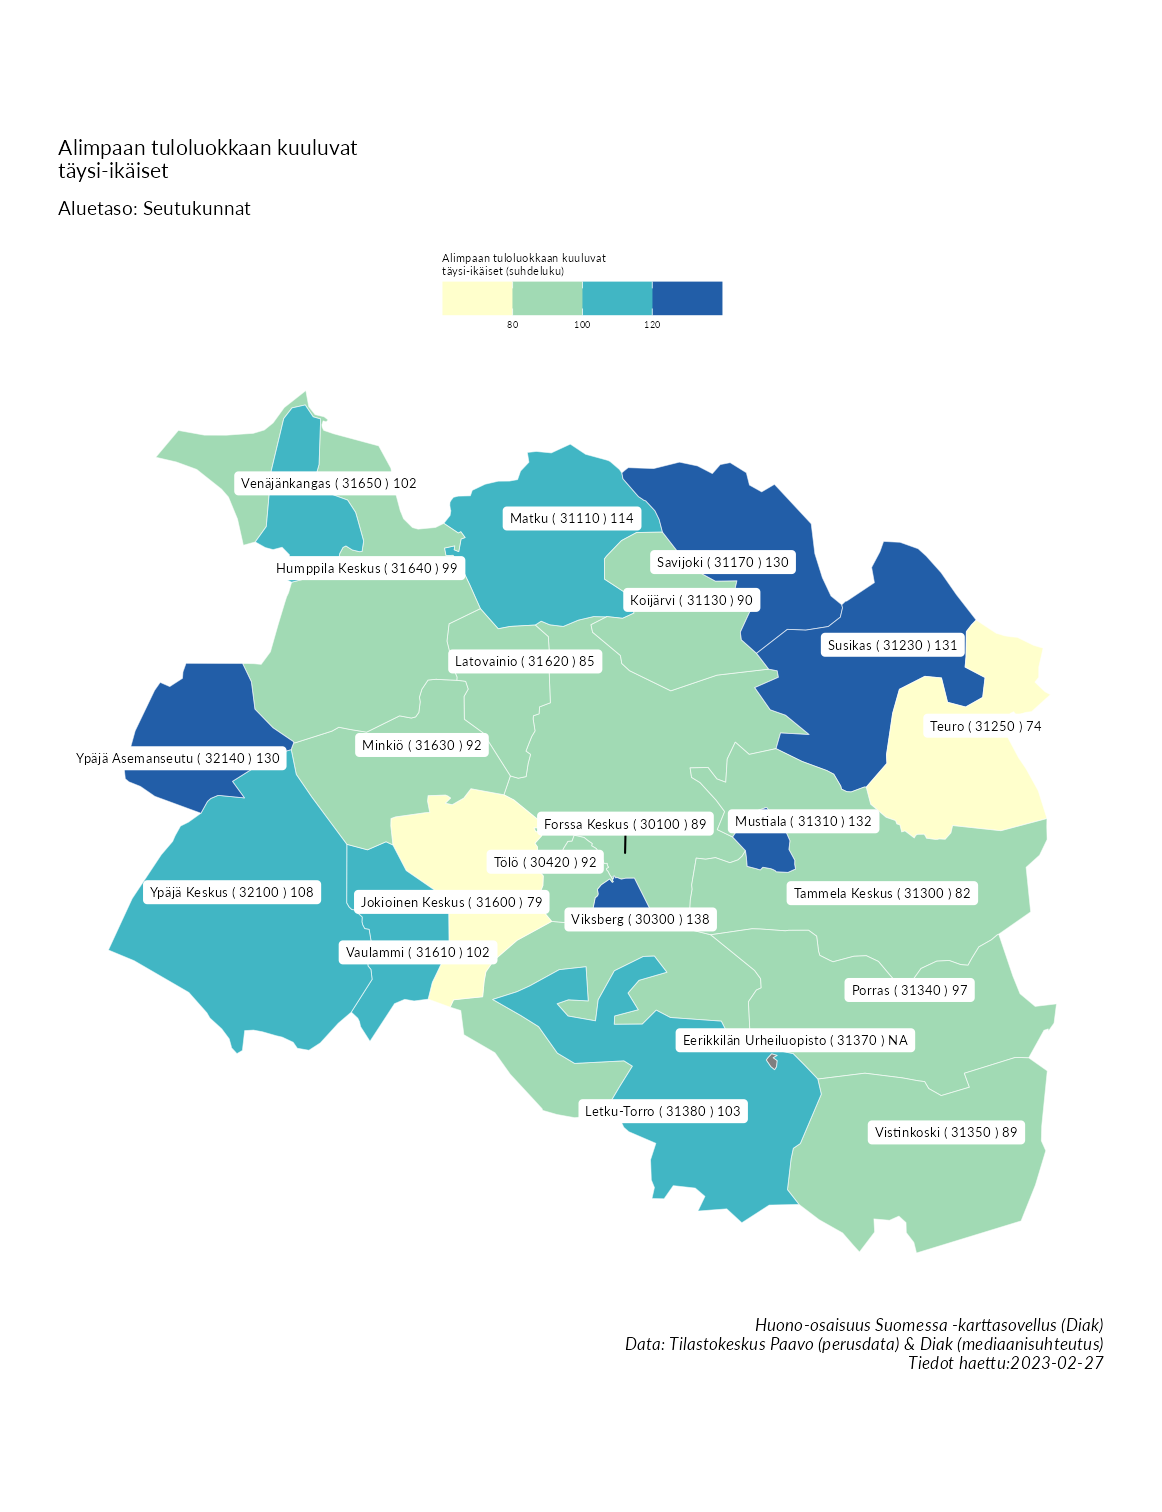 Alimpaan tuloluokkaan kuuluvat
täysi-ikäiset
Aluetaso: Seutukunnat
Alimpaan tuloluokkaan kuuluvat
täysi-ikäiset (suhdeluku)
80 100 120
Venäjänkangas ( 31650 ) 102
Matku ( 31110 ) 114
Savijoki ( 31170 ) 130
Humppila Keskus ( 31640 ) 99
Koijärvi ( 31130 ) 90
Susikas ( 31230 ) 131
Latovainio ( 31620 ) 85
Teuro ( 31250 ) 74
Minkiö ( 31630 ) 92
Ypäjä Asemanseutu ( 32140 ) 130
Mustiala ( 31310 ) 132
Forssa Keskus ( 30100 ) 89
Tölö ( 30420 ) 92
Ypäjä Keskus ( 32100 ) 108
Tammela Keskus ( 31300 ) 82
Jokioinen Keskus ( 31600 ) 79
Viksberg ( 30300 ) 138
Vaulammi ( 31610 ) 102
Porras ( 31340 ) 97
Eerikkilän Urheiluopisto ( 31370 ) NA
Letku-Torro ( 31380 ) 103
Vistinkoski ( 31350 ) 89
Huono-osaisuus Suomessa -karttasovellus (Diak)
Data: Tilastokeskus Paavo (perusdata) & Diak (mediaanisuhteutus)
Tiedot haettu:2023-02-27